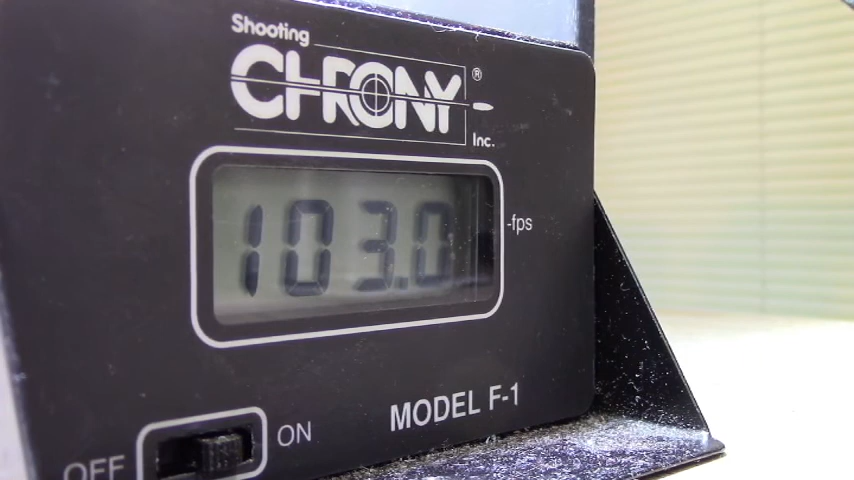 Shooting
CHRONY®
Inc.
103.0
-fps
MODEL F-1
OFF ON